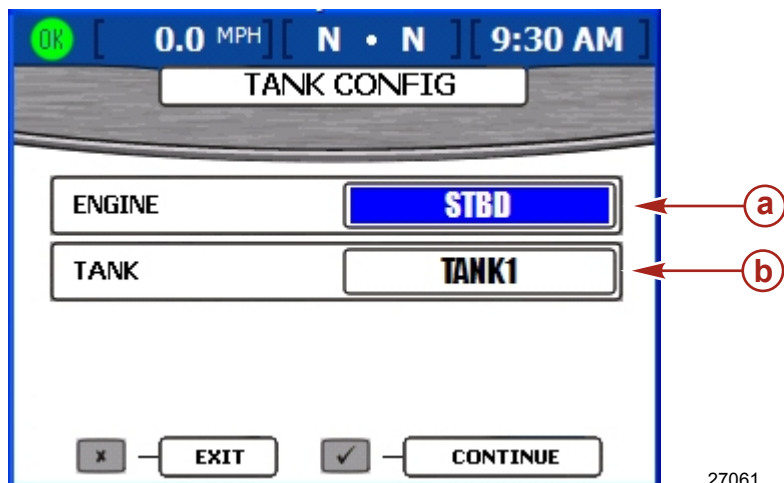 OK [ 0.0 MPH ] [ N • N ] [ 9:30 AM ]
TANK CONFIG
ENGINE STBD a
TANK TANK1 b
x EXIT ✓ CONTINUE
27061